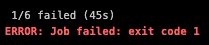 1/6 failed (45s)
ERROR: Job failed: exit code 1